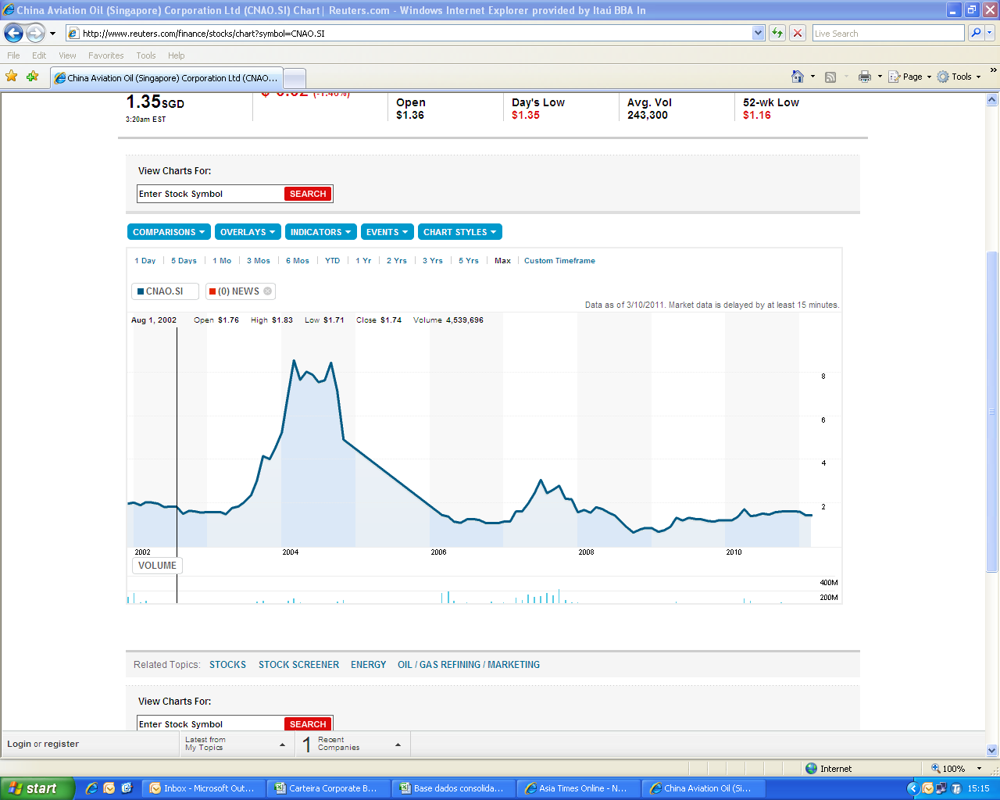 China Aviation Oil (Singapore) Corporation Ltd (CNAO.SI) Chart| Reuters.com - Windows Internet Explorer provided by Itaú BBA In
http://www.reuters.com/finance/stocks/chart?symbol=CNAO.SI
Live Search
File Edit View Favorites Tools Help
China Aviation Oil (Singapore) Corporation Ltd (CNAO...
Page Tools
1.35SGD
3:20am EST
(-1.46%)
Open
$1.36
Day's Low
$1.35
Avg. Vol
243,300
52-wk Low
$1.16
View Charts For:
Enter Stock Symbol SEARCH
COMPARISONS OVERLAYS INDICATORS EVENTS CHART STYLES
1 Day 5 Days 1 Mo 3 Mos 6 Mos YTD 1 Yr 2 Yrs 3 Yrs 5 Yrs Max Custom Timeframe
CNAO.SI (0) NEWS
Data as of 3/10/2011. Market data is delayed by at least 15 minutes.
Aug 1, 2002 Open $1.76 High $1.83 Low $1.71 Close $1.74 Volume 4,539,696
8
6
4
2
2002 2004 2006 2008 2010
VOLUME
400M
200M
Related Topics: STOCKS STOCK SCREENER ENERGY OIL / GAS REFINING / MARKETING
View Charts For:
Enter Stock Symbol SEARCH
Login or register
Latest from
My Topics
1 Recent
Companies
Internet 100%
start Inbox - Microsoft Out... Carteira Corporate B... Base dados consolida... Asia Times Online - N... China Aviation Oil (Si... 15:15